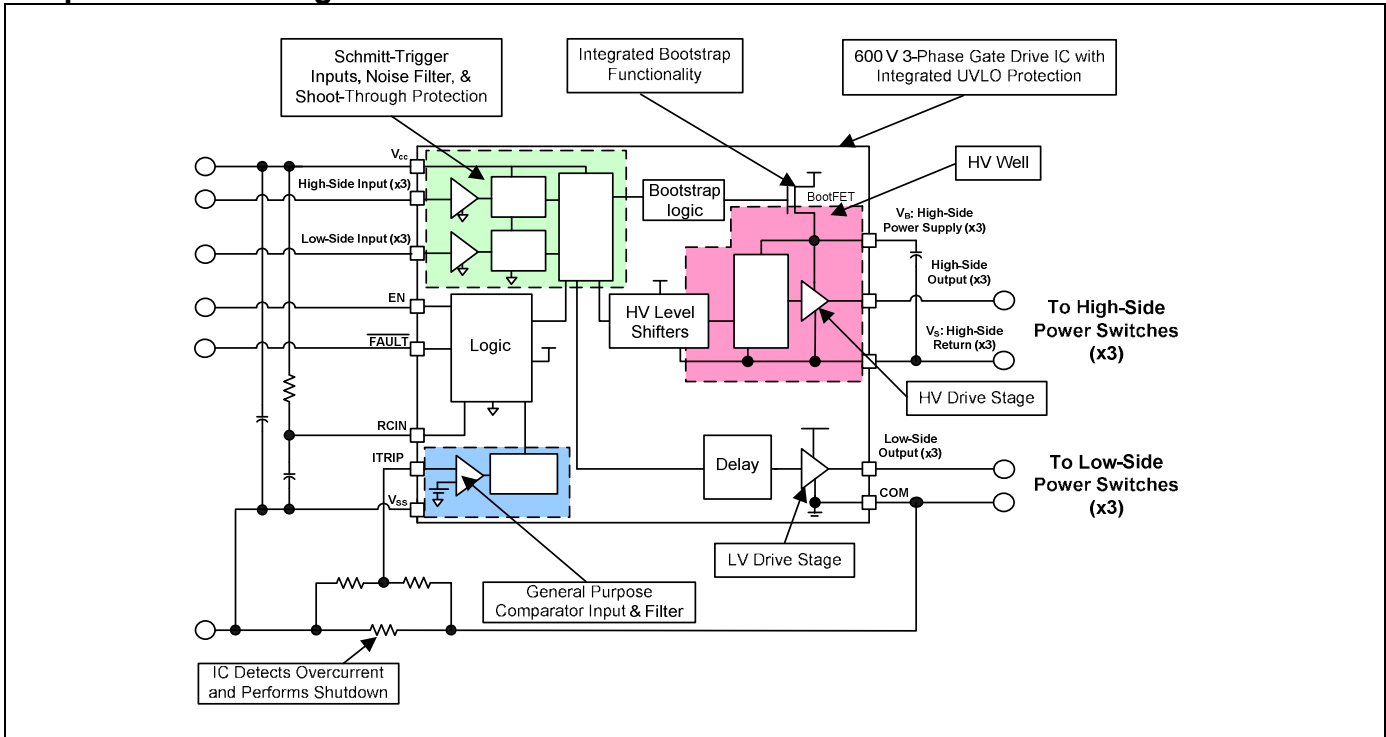 Schmitt-Trigger
Inputs, Noise Filter, &
Shoot-Through Protection
Integrated Bootstrap
Functionality
600 V 3-Phase Gate Drive IC with
Integrated UVLO Protection
HV Well
Vcc
High-Side Input (x3)
Low-Side Input (x3)
EN
FAULT
RCIN
ITRIP
VSS
Bootstrap
logic
BootFET
HV Level
Shifters
Logic
Delay
VB: High-Side
Power Supply (x3)
High-Side
Output (x3)
VS: High-Side
Return (x3)
To High-Side
Power Switches
(x3)
HV Drive Stage
Low-Side
Output (x3)
COM
To Low-Side
Power Switches
(x3)
LV Drive Stage
General Purpose
Comparator Input & Filter
IC Detects Overcurrent
and Performs Shutdown